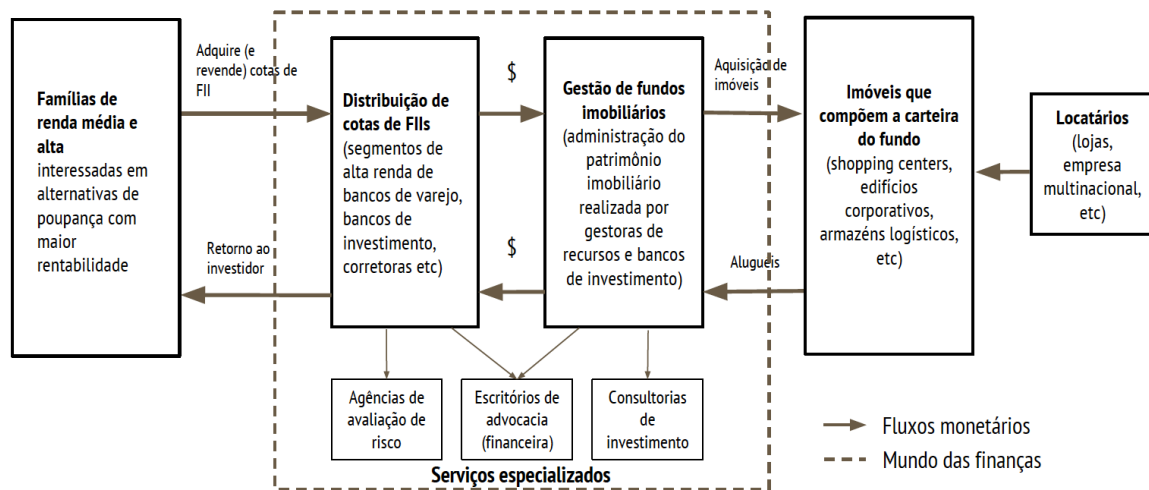 Famílias de
renda média e
alta
interessadas em
alternativas de
poupança com
maior
rentabilidade
Adquire (e
revende) cotas de
FII
Retorno ao
investidor
Distribuição de
cotas de FIIs
(segmentos de
alta renda de
bancos de varejo,
bancos de
investimento,
corretoras etc)
$
$
Gestão de fundos
imobiliários
(administração do
patrimônio
imobiliário
realizada por
gestoras de
recursos e bancos
de investimento)
Aquisição de
imóveis
Alugueis
Imóveis que
compõem a carteira
do fundo
(shopping centers,
edifícios
corporativos,
armazéns logísticos,
etc)
Locatários
(lojas,
empresa
multinacional,
etc)
Agências de
avaliação de
risco
Escritórios de
advocacia
(financeira)
Consultorias
de
investimento
Serviços especializados
Fluxos monetários
Mundo das finanças